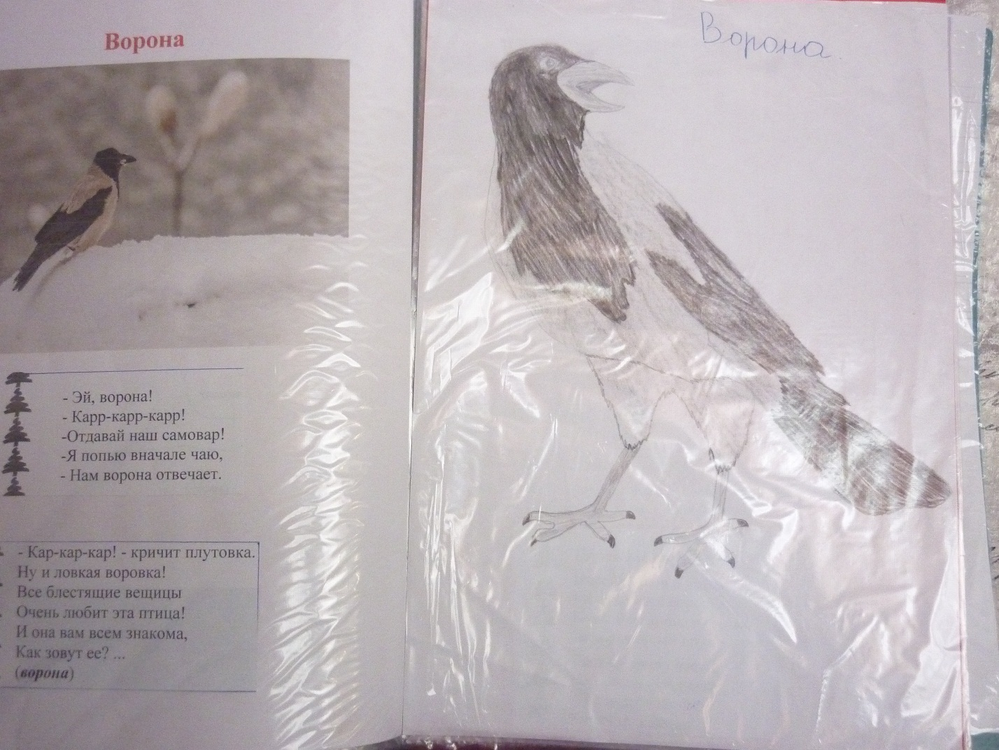 Ворона
- Эй, ворона!
- Карр-карр-карр!
-Отдавай наш самовар!
-Я попью вначале чаю,
- Нам ворона отвечает.
- Кар-кар-кар! - кричит плутовка.
Ну и ловкая воровка!
Все блестящие вещицы
Очень любит эта птица!
И она вам всем знакома,
Как зовут ее? ...
(ворона)
Ворона.